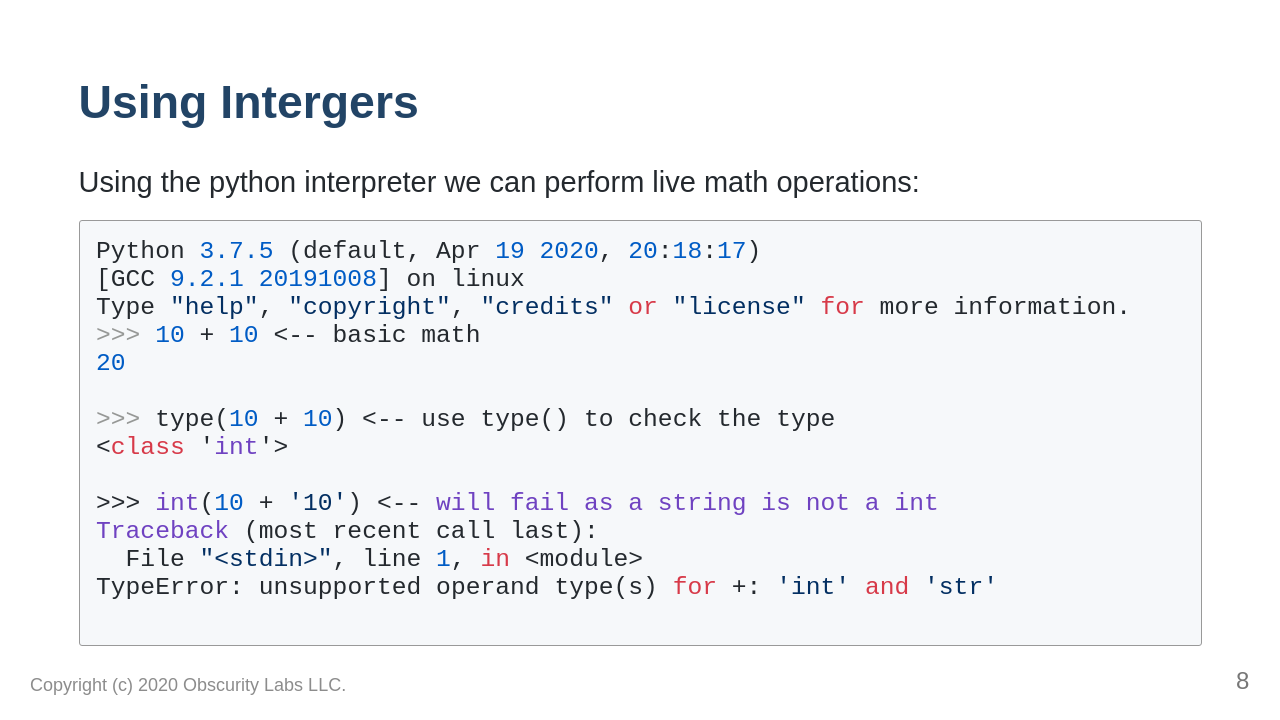 Using Intergers
Using the python interpreter we can perform live math operations:
Python 3.7.5 (default, Apr 19 2020, 20:18:17)
[GCC 9.2.1 20191008] on linux
Type "help", "copyright", "credits" or "license" for more information.
>>> 10 + 10 <-- basic math
20
>>> type(10 + 10) <-- use type() to check the type
<class 'int'>
>>> int(10 + '10') <-- will fail as a string is not a int
Traceback (most recent call last):
  File "<stdin>", line 1, in <module>
TypeError: unsupported operand type(s) for +: 'int' and 'str'
Copyright (c) 2020 Obscurity Labs LLC.
8